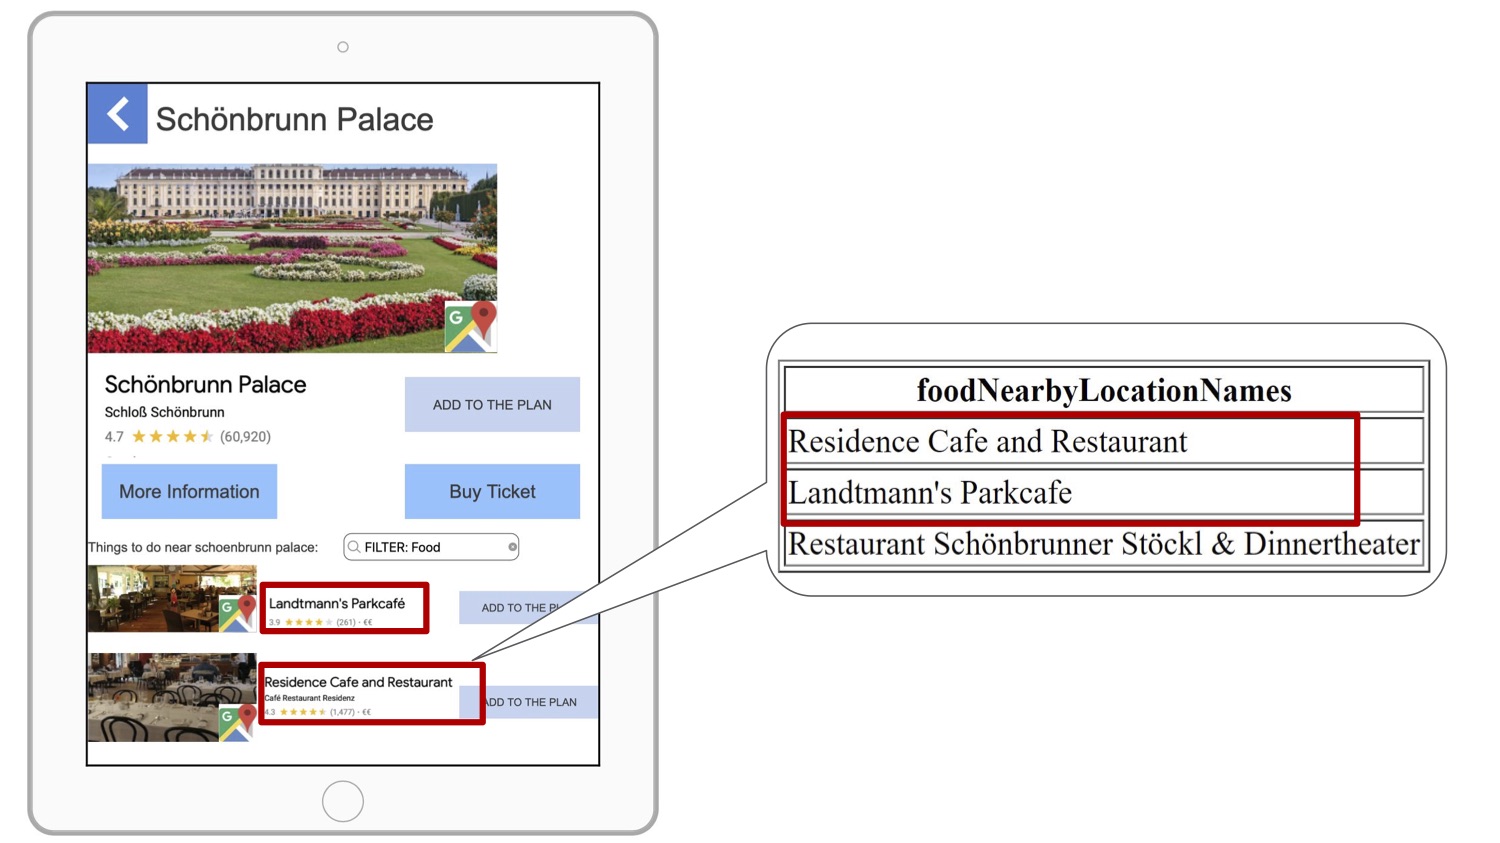 Schönbrunn Palace
G
Schönbrunn Palace
Schloß Schönbrunn
4.7 (60,920)
ADD TO THE PLAN
More Information
Buy Ticket
Things to do near schoenbrunn palace:
FILTER: Food
G
Landtmann's Parkcafé
3.9 (261) · €€
ADD TO THE PL
G
Residence Cafe and Restaurant
Café Restaurant Residenz
4.3 (1,477) · €€
ADD TO THE PLAN
foodNearbyLocationNames
Residence Cafe and Restaurant
Landtmann's Parkcafe
Restaurant Schönbrunner Stöckl & Dinnertheater